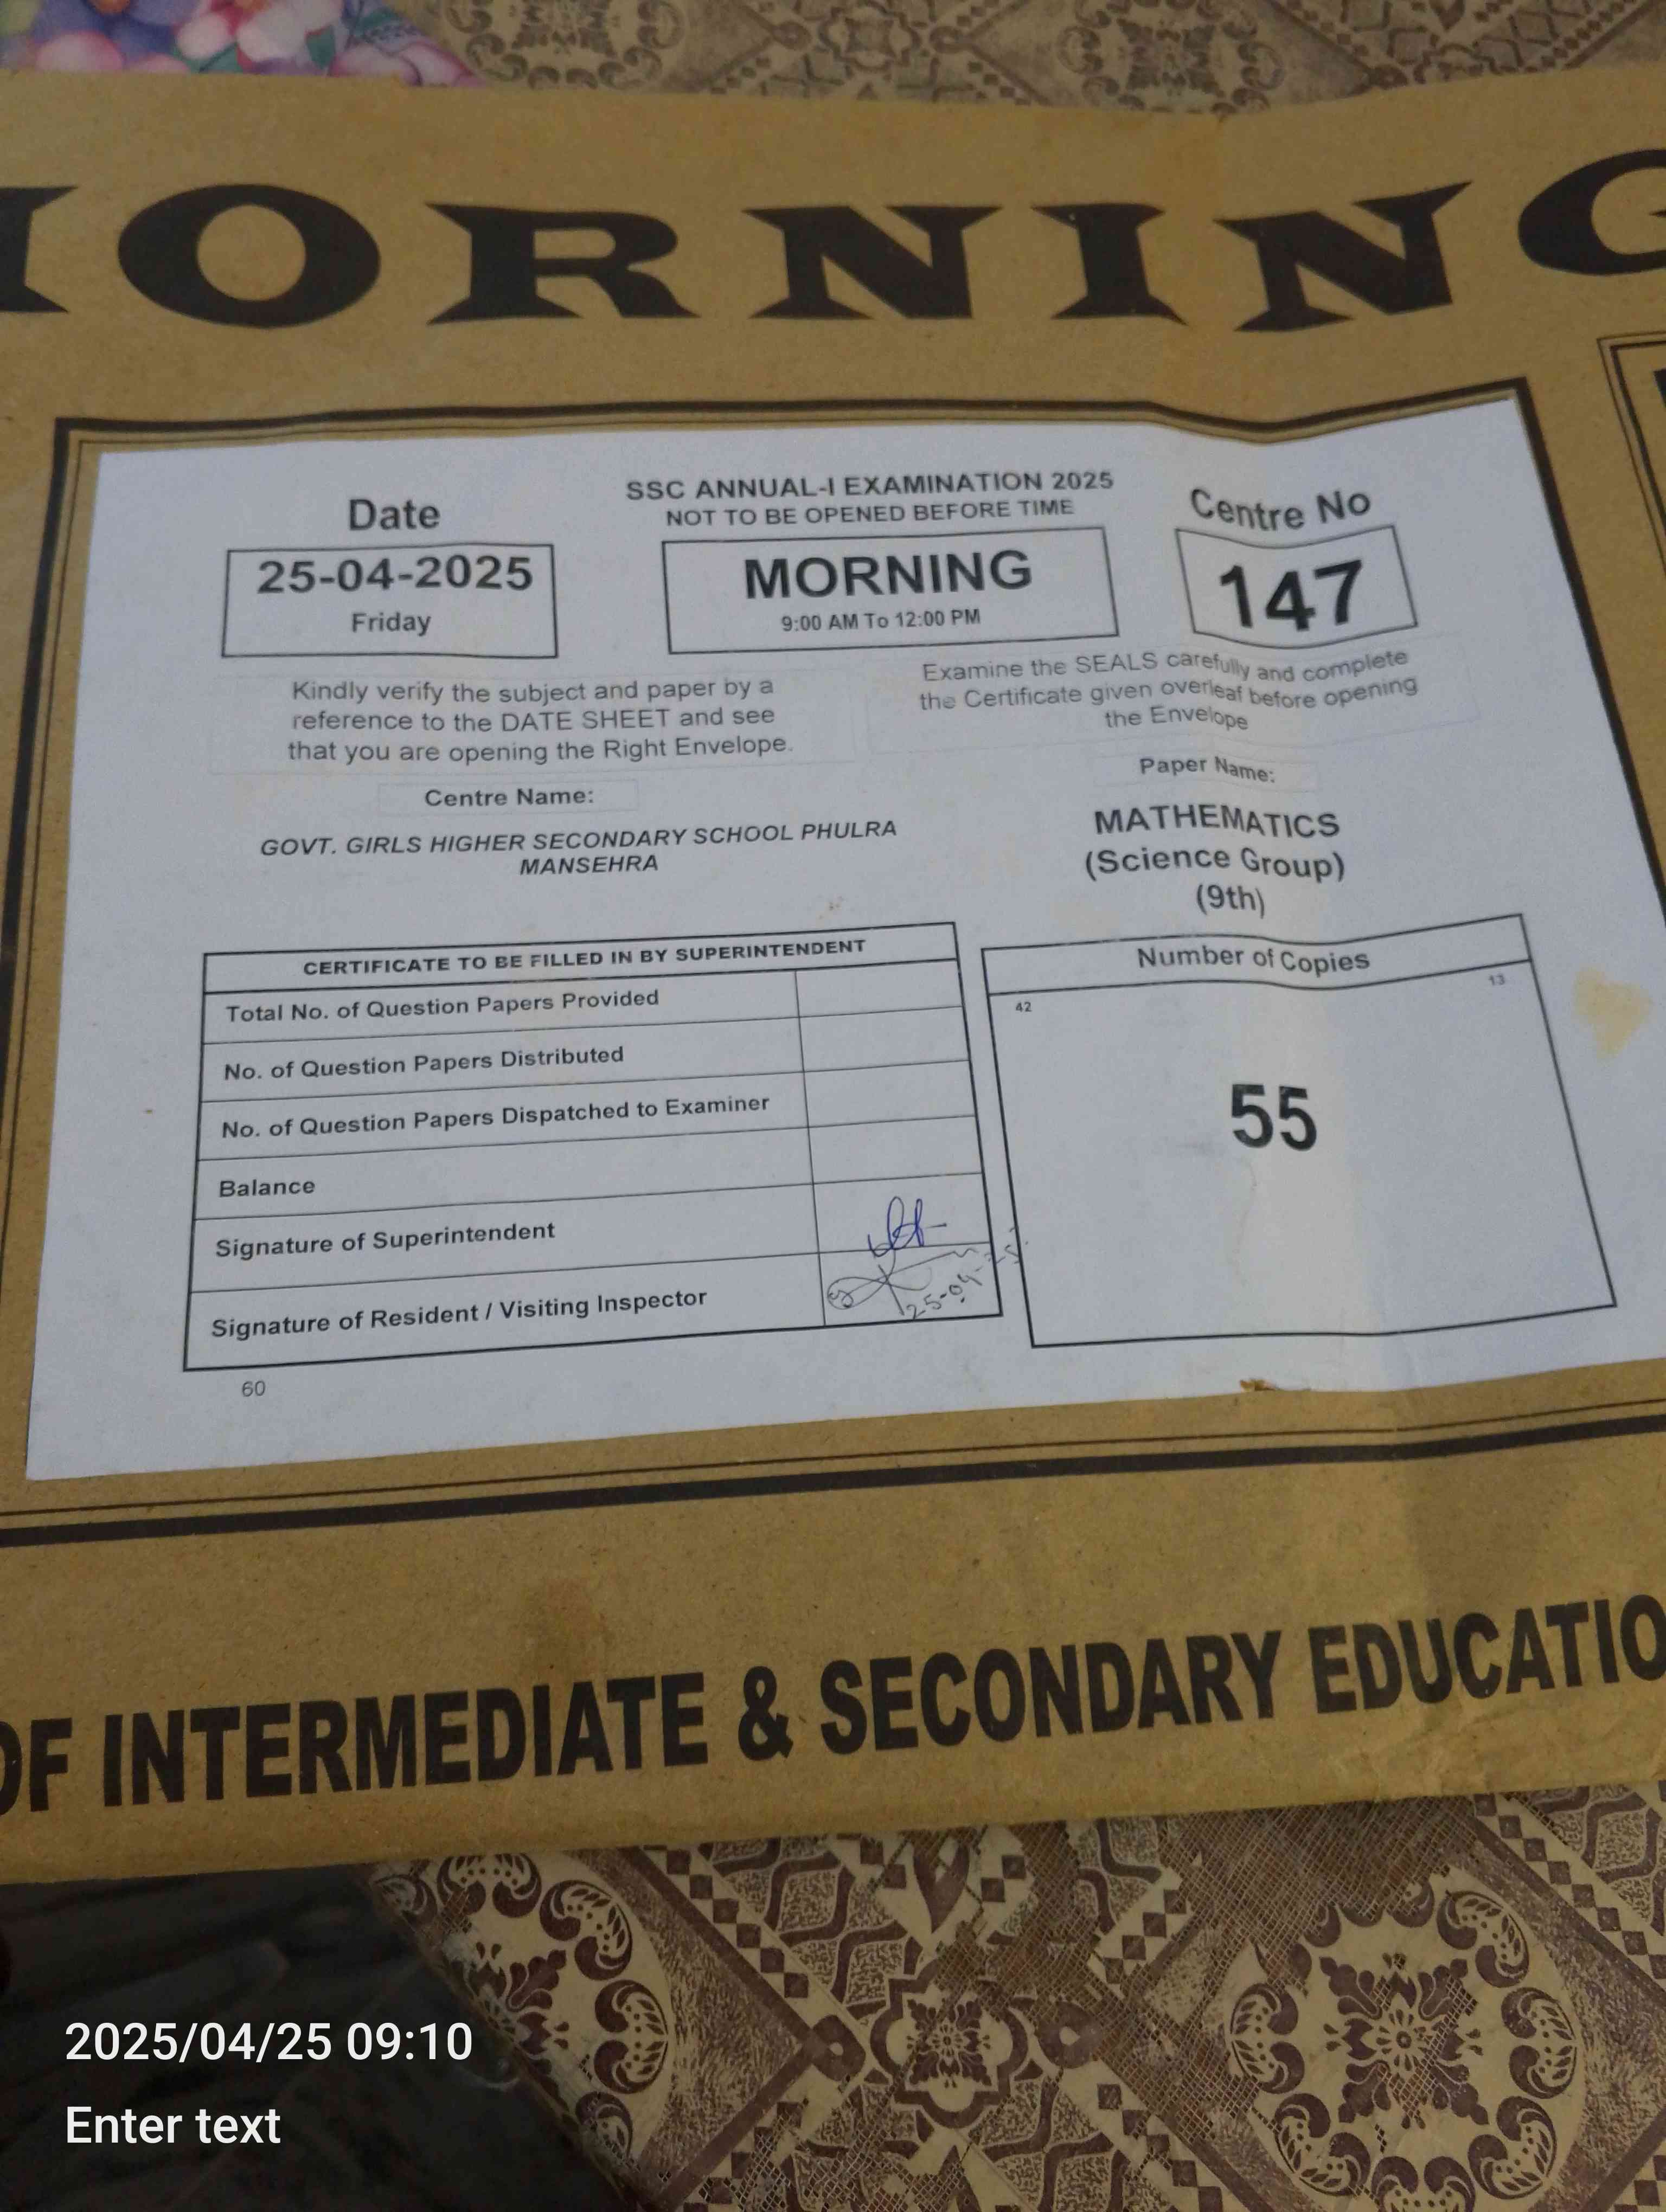 MORNING
SSC ANNUAL-I EXAMINATION 2025
NOT TO BE OPENED BEFORE TIME
Date
25-04-2025
Friday
MORNING
9:00 AM To 12:00 PM
Centre No
147
Kindly verify the subject and paper by a
reference to the DATE SHEET and see
that you are opening the Right Envelope.
Examine the SEALS carefully and complete
the Certificate given overleaf before opening
the Envelope
Centre Name:
GOVT. GIRLS HIGHER SECONDARY SCHOOL PHULRA
MANSEHRA
Paper Name:
MATHEMATICS
(Science Group)
(9th)
CERTIFICATE TO BE FILLED IN BY SUPERINTENDENT
Total No. of Question Papers Provided
No. of Question Papers Distributed
No. of Question Papers Dispatched to Examiner
Balance
Signature of Superintendent
Signature of Resident / Visiting Inspector
25-04-
Number of Copies
42
13
55
60
OF INTERMEDIATE & SECONDARY EDUCATIO
2025/04/25 09:10
Enter text